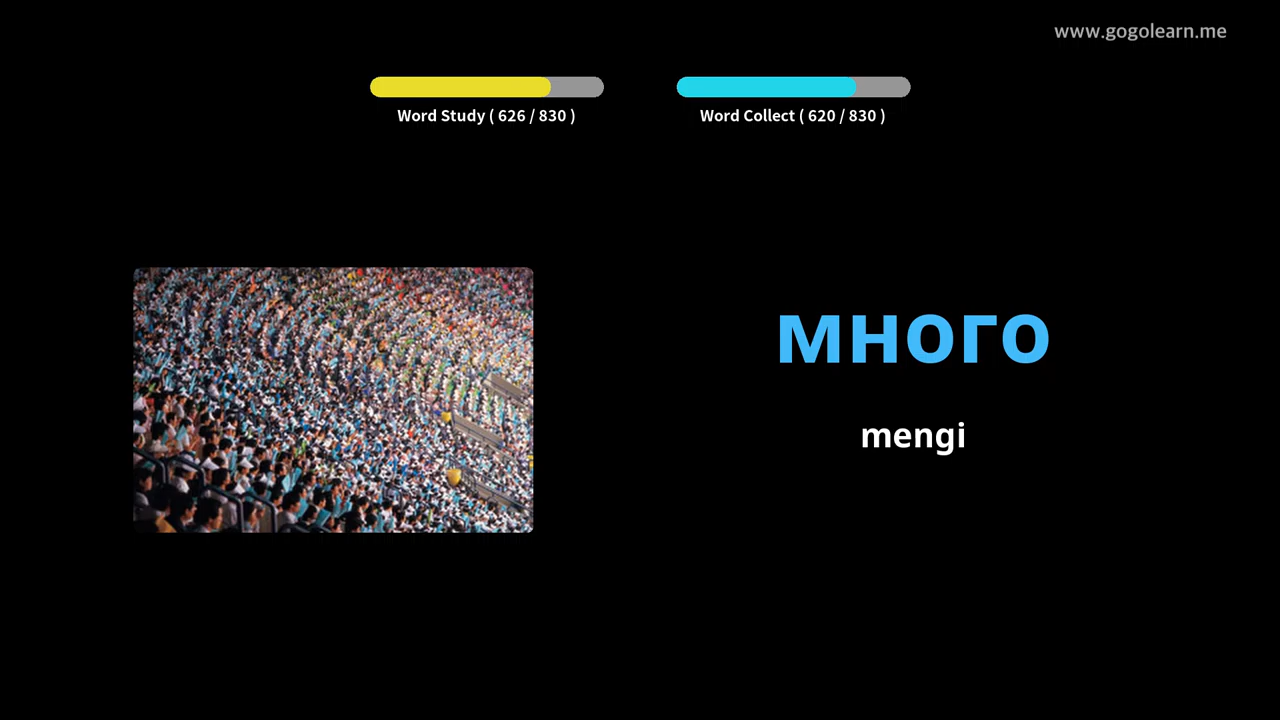 www.gogolearn.me
Word Study ( 626 / 830 )
Word Collect ( 620 / 830 )
много
mengi